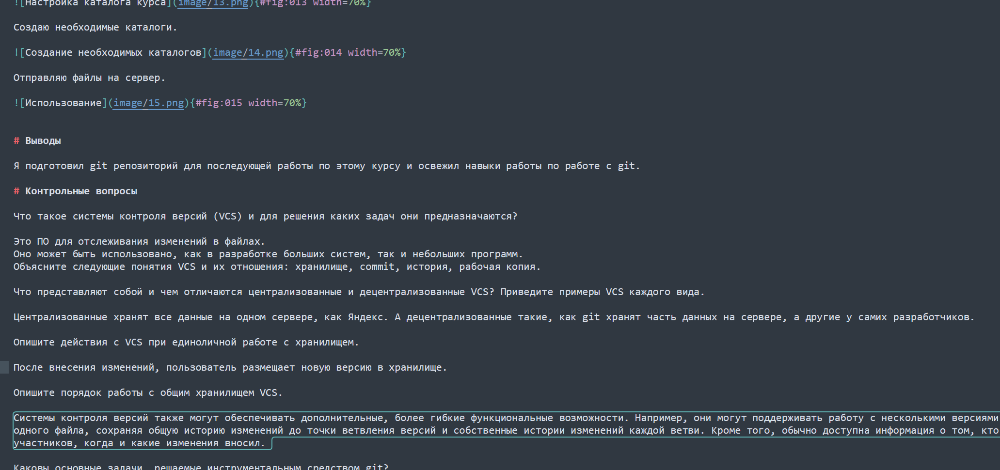 ![Настройка каталога курса](image/13.png){#fig:013 width=70%}
Создаю необходимые каталоги.
![Создание необходимых каталогов](image/14.png){#fig:014 width=70%}
Отправляю файлы на сервер.
![Использование](image/15.png){#fig:015 width=70%}
# Выводы
Я подготовил git репозиторий для последующей работы по этому курсу и освежил навыки работы по работе с git.
# Контрольные вопросы
Что такое системы контроля версий (VCS) и для решения каких задач они предназначаются?
Это ПО для отслеживания изменений в файлах.
Оно может быть использовано, как в разработке больших систем, так и небольших программ.
Объясните следующие понятия VCS и их отношения: хранилище, commit, история, рабочая копия.
Что представляют собой и чем отличаются централизованные и децентрализованные VCS? Приведите примеры VCS каждого вида.
Централизованные хранят все данные на одном сервере, как Яндекс. А децентрализованные такие, как git хранят часть данных на сервере, а другие у самих разработчиков.
Опишите действия с VCS при единоличной работе с хранилищем.
После внесения изменений, пользователь размещает новую версию в хранилище.
Опишите порядок работы с общим хранилищем VCS.
Системы контроля версий также могут обеспечивать дополнительные, более гибкие функциональные возможности. Например, они могут поддерживать работу с несколькими версиями
одного файла, сохраняя общую историю изменений до точки ветвления версий и собственные истории изменений каждой ветви. Кроме того, обычно доступна информация о том, кто
участников, когда и какие изменения вносил.
Каковы основные задачи, решаемые инструментальным средством git?